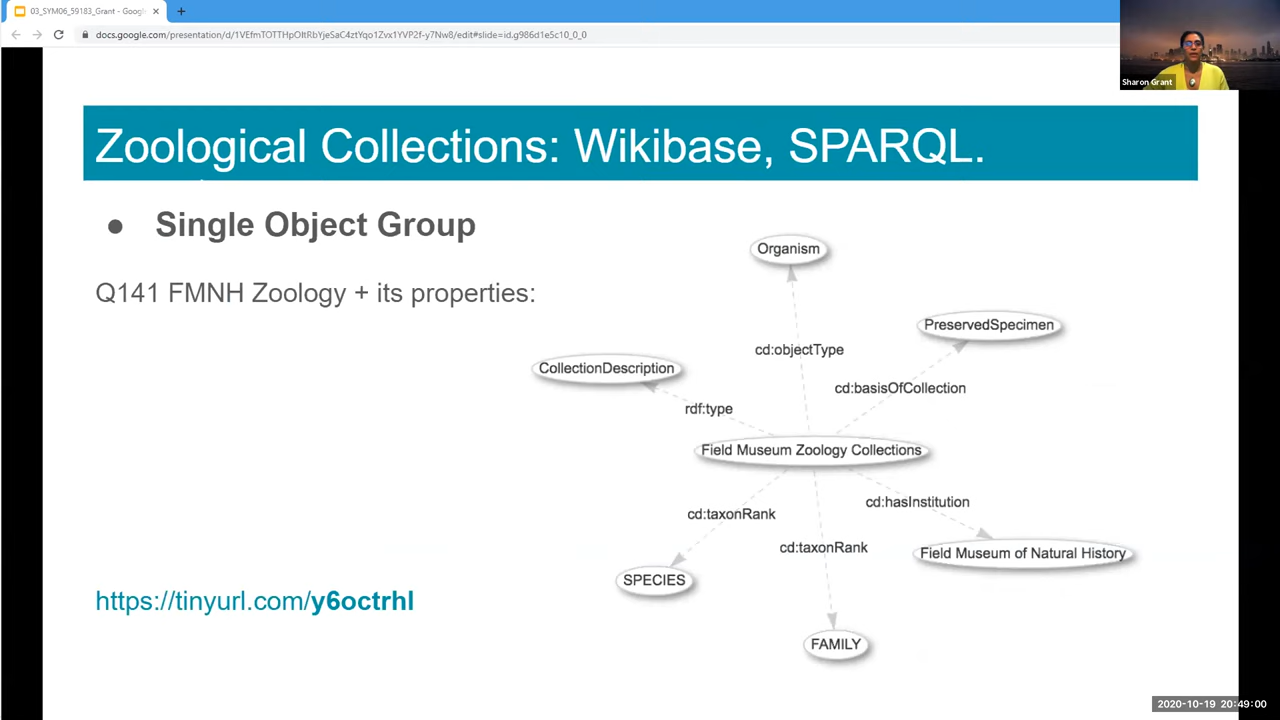 03_SYM06_59183_Grant - Googl
docs.google.com/presentation/d/1VEfmTOTTHpOItRbYjeSaC4ztYqo1Zvx1YVP2f-y7Nw8/edit#slide=id.g986d1e5c10_0_0
Sharon Grant
Zoological Collections: Wikibase, SPARQL.
● Single Object Group
Q141 FMNH Zoology + its properties:
Organism
PreservedSpecimen
cd:objectType
CollectionDescription
cd:basisOfCollection
rdf:type
Field Museum Zoology Collections
cd:hasInstitution
cd:taxonRank
cd:taxonRank
Field Museum of Natural History
SPECIES
https://tinyurl.com/y6octrhl
FAMILY
2020-10-19 20:49:00